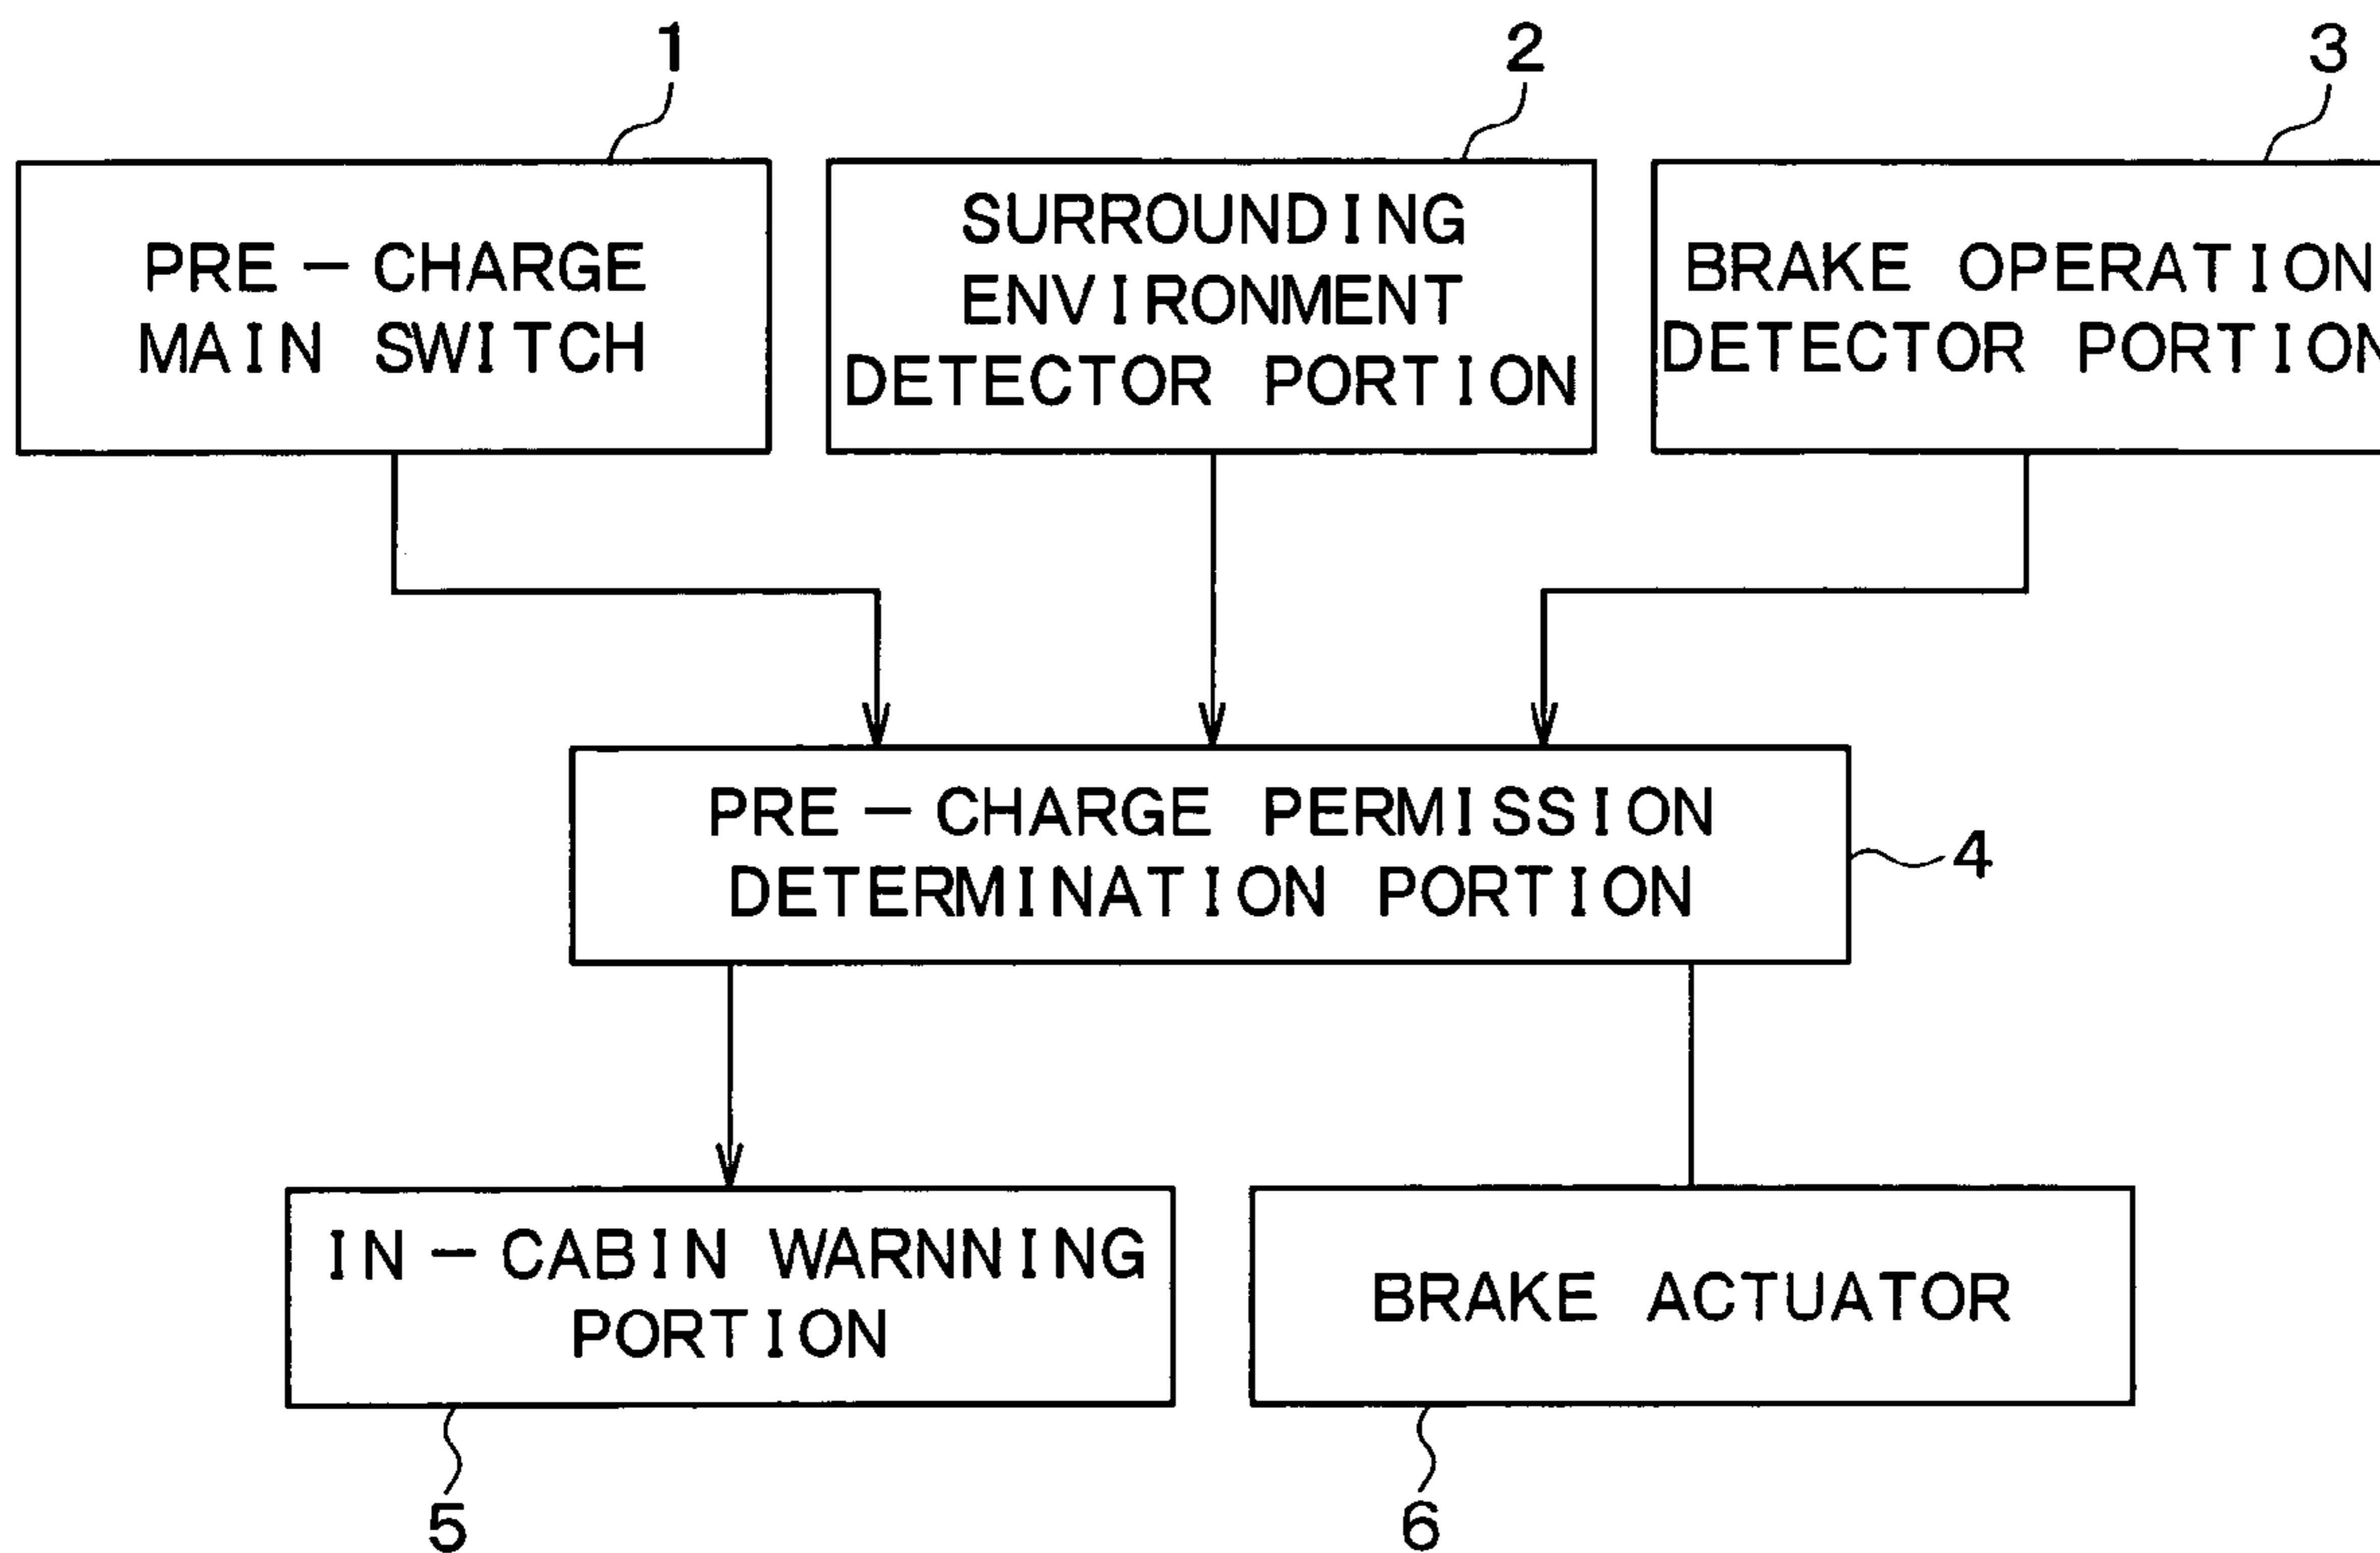 1
2
3
PRE-CHARGE
MAIN SWITCH
SURROUNDING
ENVIRONMENT
DETECTOR PORTION
BRAKE OPERATION
DETECTOR PORTION
PRE-CHARGE PERMISSION
DETERMINATION PORTION
4
IN-CABIN WARNNING
PORTION
BRAKE ACTUATOR
5
6